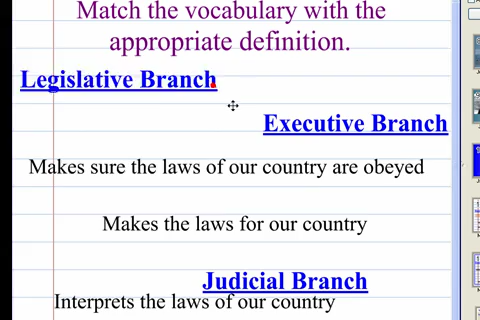 Match the vocabulary with the
appropriate definition.
Legislative Branch
Executive Branch
Makes sure the laws of our country are obeyed
Makes the laws for our country
Judicial Branch
Interprets the laws of our country